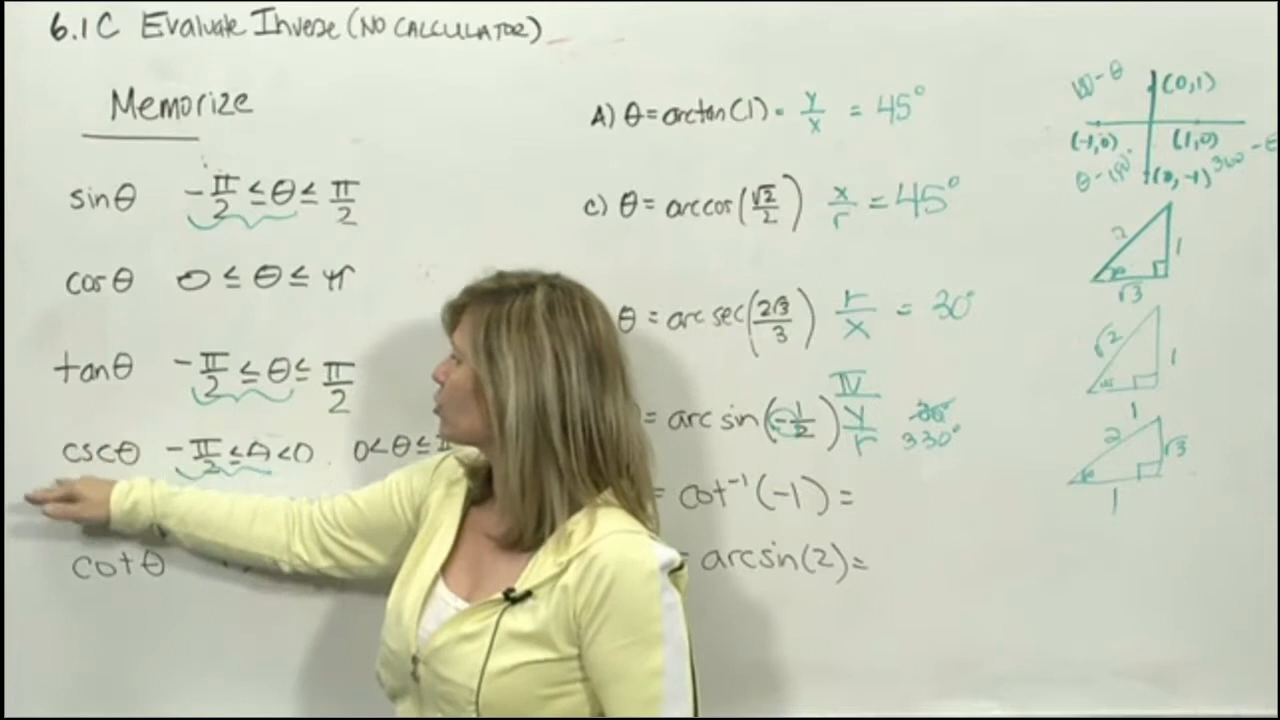 6.1C Evaluate Inverse (NO CALCULATOR)
Memorize
sinθ -π/2 ≤ θ ≤ π/2
cosθ 0 ≤ θ ≤ π
tanθ -π/2 ≤ θ ≤ π/2
cscθ -π/2 ≤ θ < 0 0 < θ ≤
cotθ
A) θ = arctan(1) = y/x = 45°
C) θ = arccos(√2/2) x/r = 45°
θ = arcsec(2√3/3) r/x = 30°
IV
= arcsin(-1/2) y/r 330°
= cot⁻¹(-1) =
= arcsin(2) =
(0,1)
(-1,0) (1,0)
θ-180° (0,-1) 360-θ
2 1
√3
√2 1
1
2 √3
1